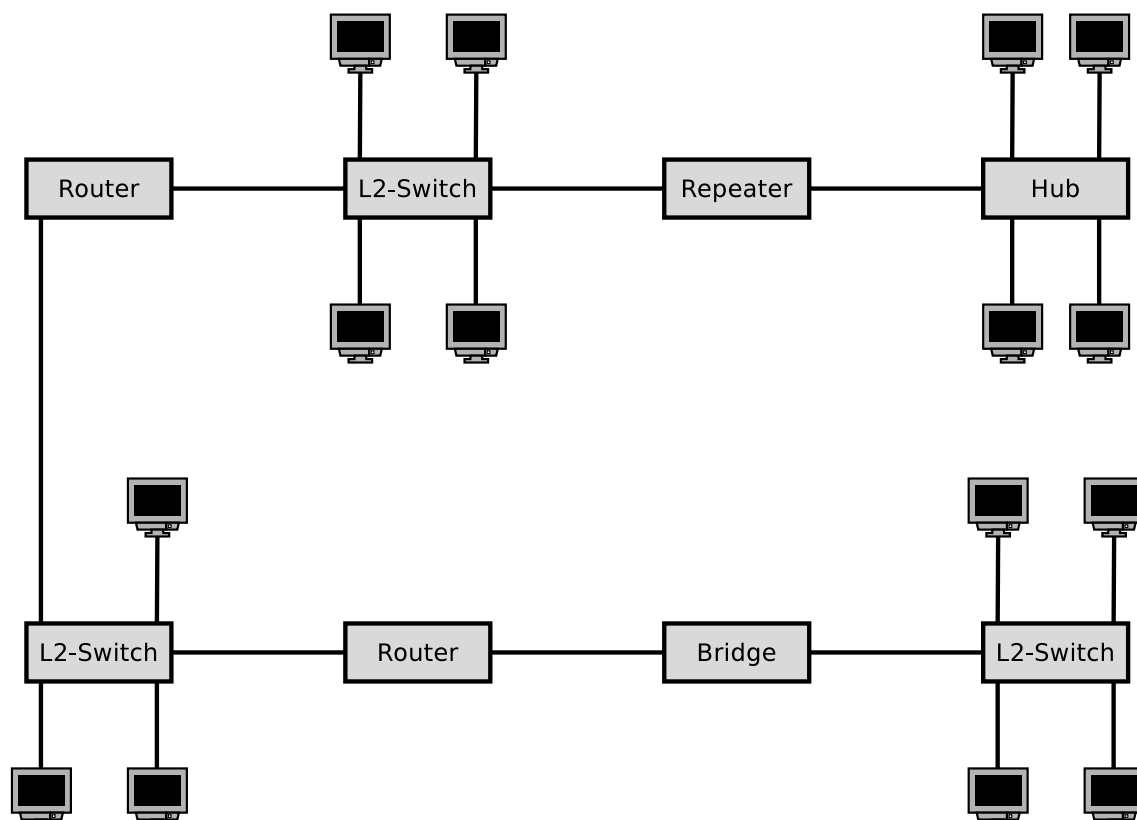 Router
L2-Switch
Repeater
Hub
L2-Switch
Router
Bridge
L2-Switch